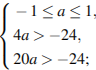 −1 ≤ a ≤ 1,
4a > −24,
20a > −24;